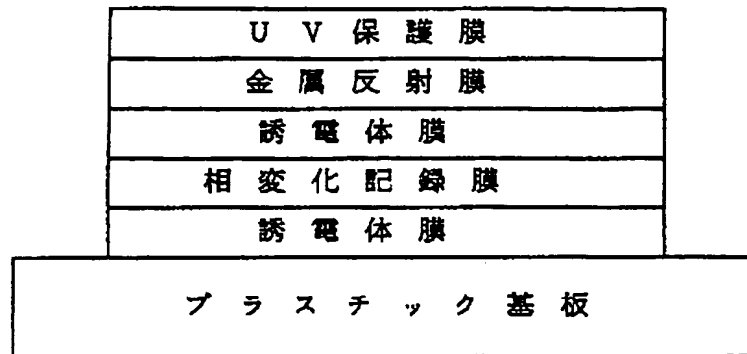 UV保護膜
金属反射膜
誘電体膜
相変化記録膜
誘電体膜
プラスチック基板